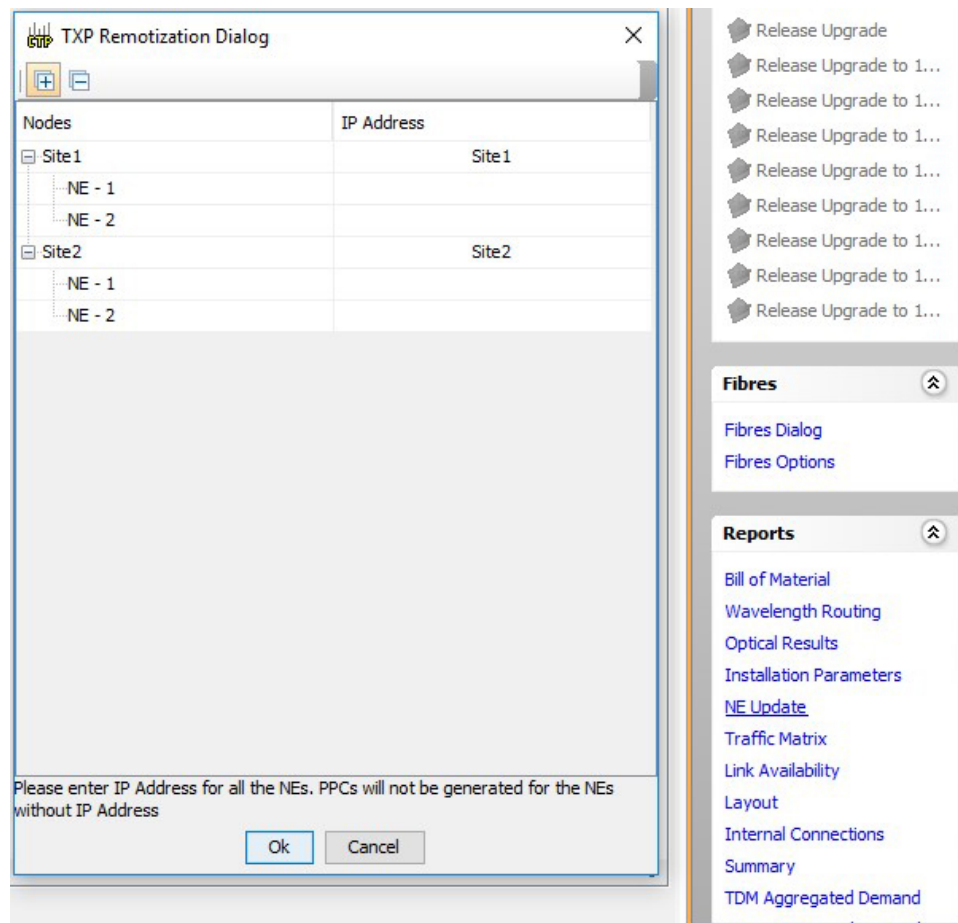 CTP TXP Remotization Dialog
Nodes IP Address
Site1 Site1
NE - 1
NE - 2
Site2 Site2
NE - 1
NE - 2
Please enter IP Address for all the NEs. PPCs will not be generated for the NEs
without IP Address
Ok Cancel
Release Upgrade
Release Upgrade to 1...
Release Upgrade to 1...
Release Upgrade to 1...
Release Upgrade to 1...
Release Upgrade to 1...
Release Upgrade to 1...
Release Upgrade to 1...
Release Upgrade to 1...
Fibres
Fibres Dialog
Fibres Options
Reports
Bill of Material
Wavelength Routing
Optical Results
Installation Parameters
NE Update
Traffic Matrix
Link Availability
Layout
Internal Connections
Summary
TDM Aggregated Demand